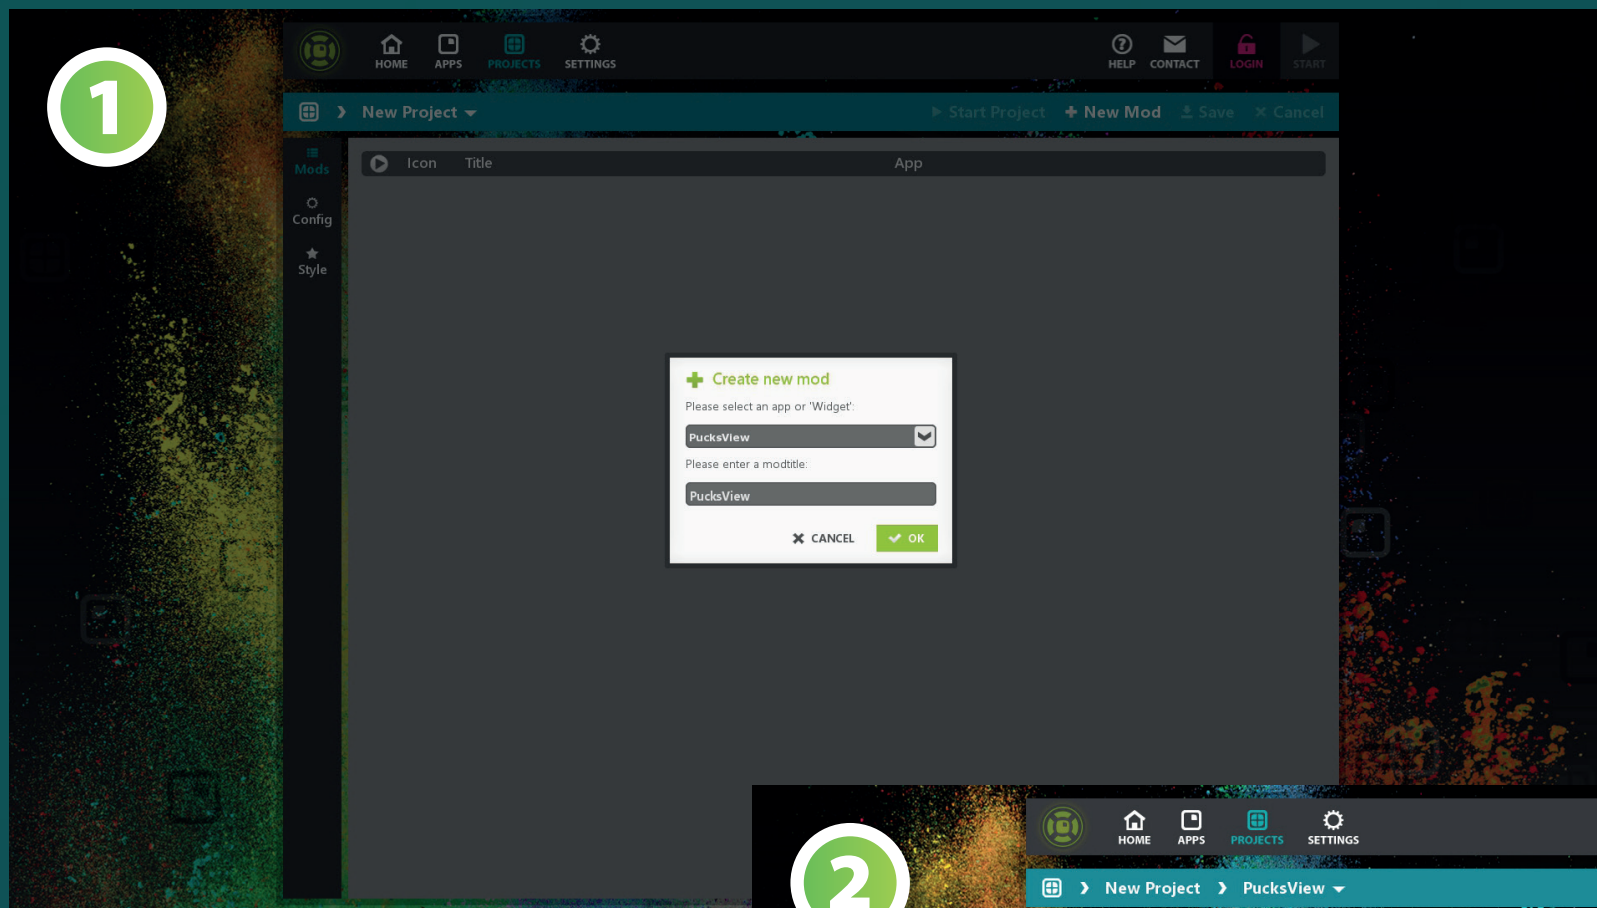 1
HOME APPS PROJECTS SETTINGS HELP CONTACT LOGIN START
New Project Start Project New Mod Save Cancel
Mods
Config
Style
Icon Title App
Create new mod
Please select an app or 'Widget':
PucksView
Please enter a modtitle:
PucksView
CANCEL OK
2
HOME APPS PROJECTS SETTINGS
New Project PucksView